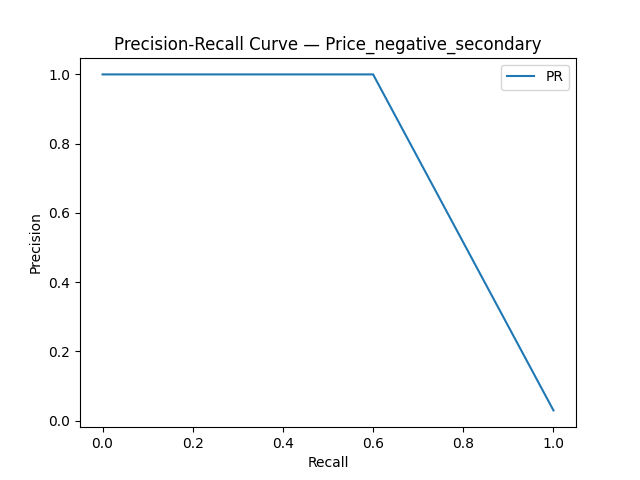 Precision-Recall Curve — Price_negative_secondary
PR
1.0
0.8
0.6
0.4
0.2
0.0
Precision
0.0 0.2 0.4 0.6 0.8 1.0
Recall